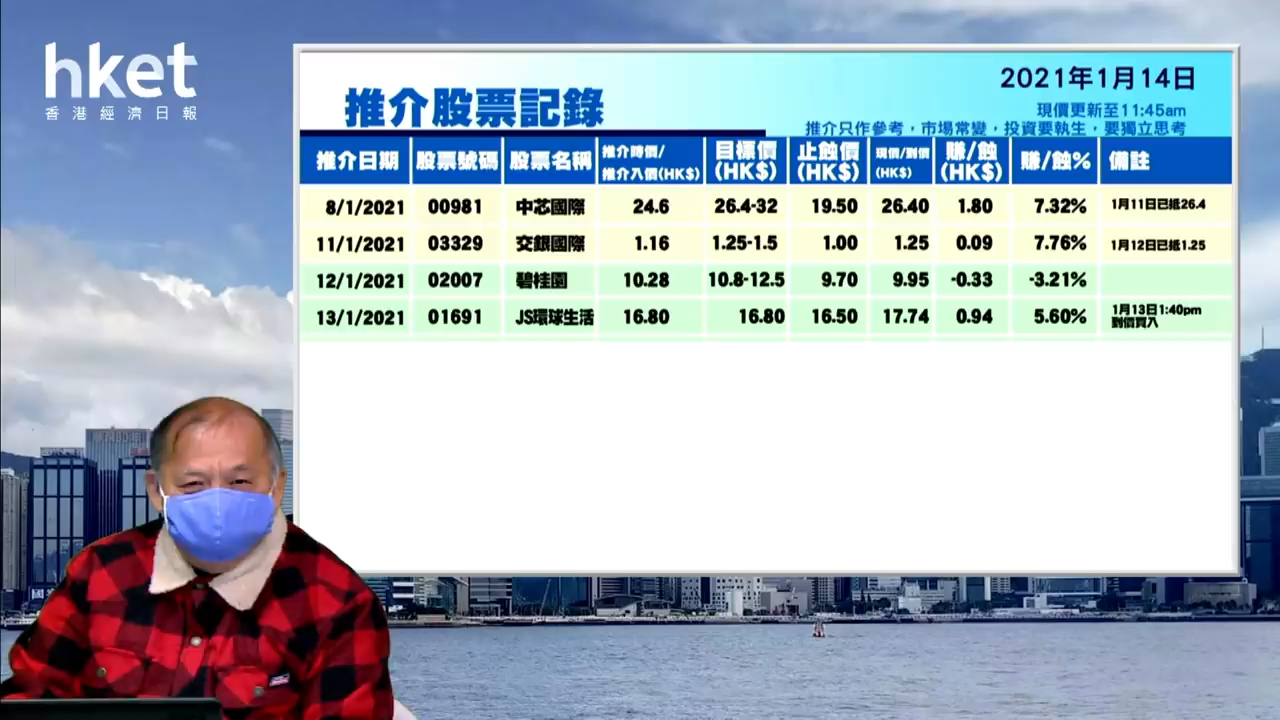 hket
香港經濟日報
2021年1月14日
推介股票記錄
現價更新至11:45am
推介只作參考，市場常變，投資要執生，要獨立思考
推介日期 股票號碼 股票名稱 推介時價/推介入價(HK$) 目標價(HK$) 止蝕價(HK$) 現價/到價(HK$) 賺/蝕(HK$) 賺/蝕% 備註
8/1/2021 00981 中芯國際 24.6 26.4-32 19.50 26.40 1.80 7.32% 1月11日已抵26.4
11/1/2021 03329 交銀國際 1.16 1.25-1.5 1.00 1.25 0.09 7.76% 1月12日已抵1.25
12/1/2021 02007 碧桂園 10.28 10.8-12.5 9.70 9.95 -0.33 -3.21%
13/1/2021 01691 JS環球生活 16.80 16.80 16.50 17.74 0.94 5.60% 1月13日1:40pm到價買入